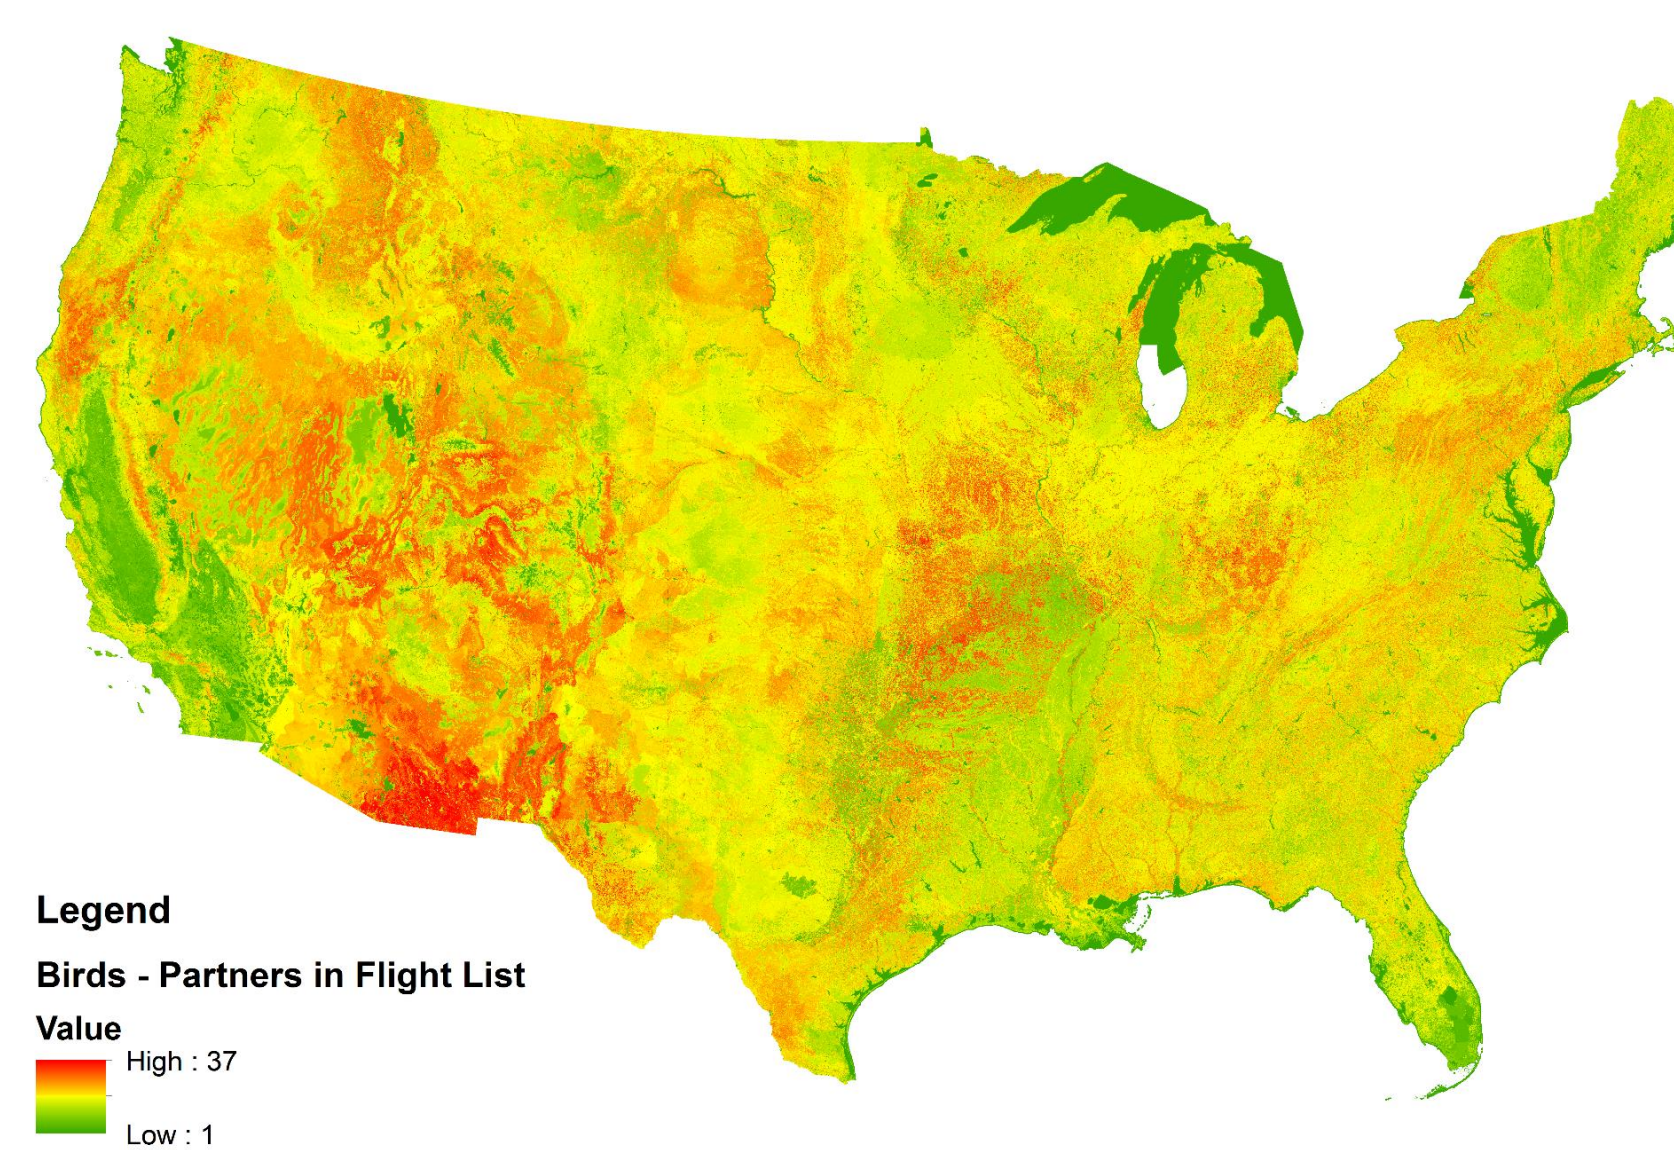 Legend
Birds - Partners in Flight List
Value
High : 37
Low : 1